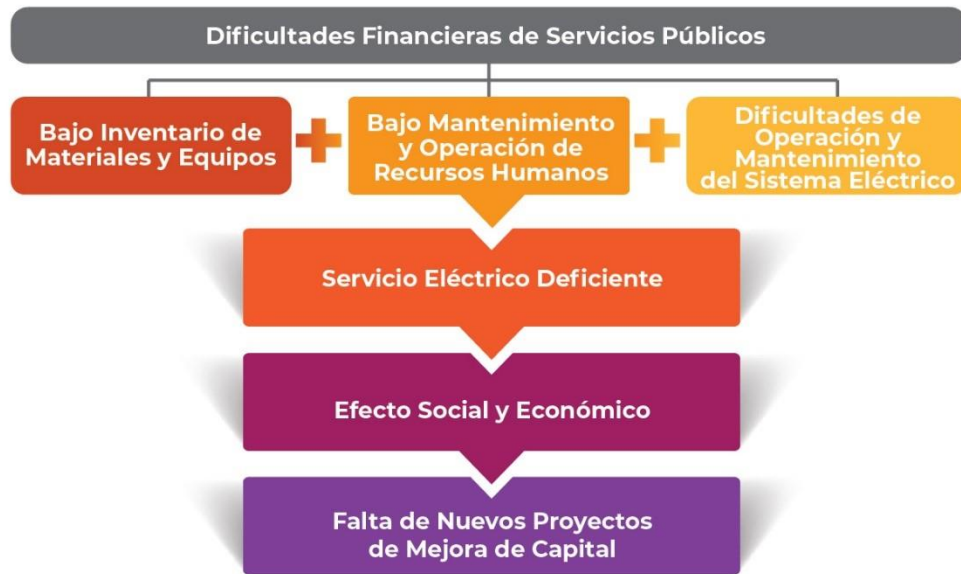 Dificultades Financieras de Servicios Públicos
Bajo Inventario de
Materiales y Equipos
Bajo Mantenimiento
y Operación de
Recursos Humanos
Dificultades de
Operación y
Mantenimiento
del Sistema Eléctrico
Servicio Eléctrico Deficiente
Efecto Social y Económico
Falta de Nuevos Proyectos
de Mejora de Capital